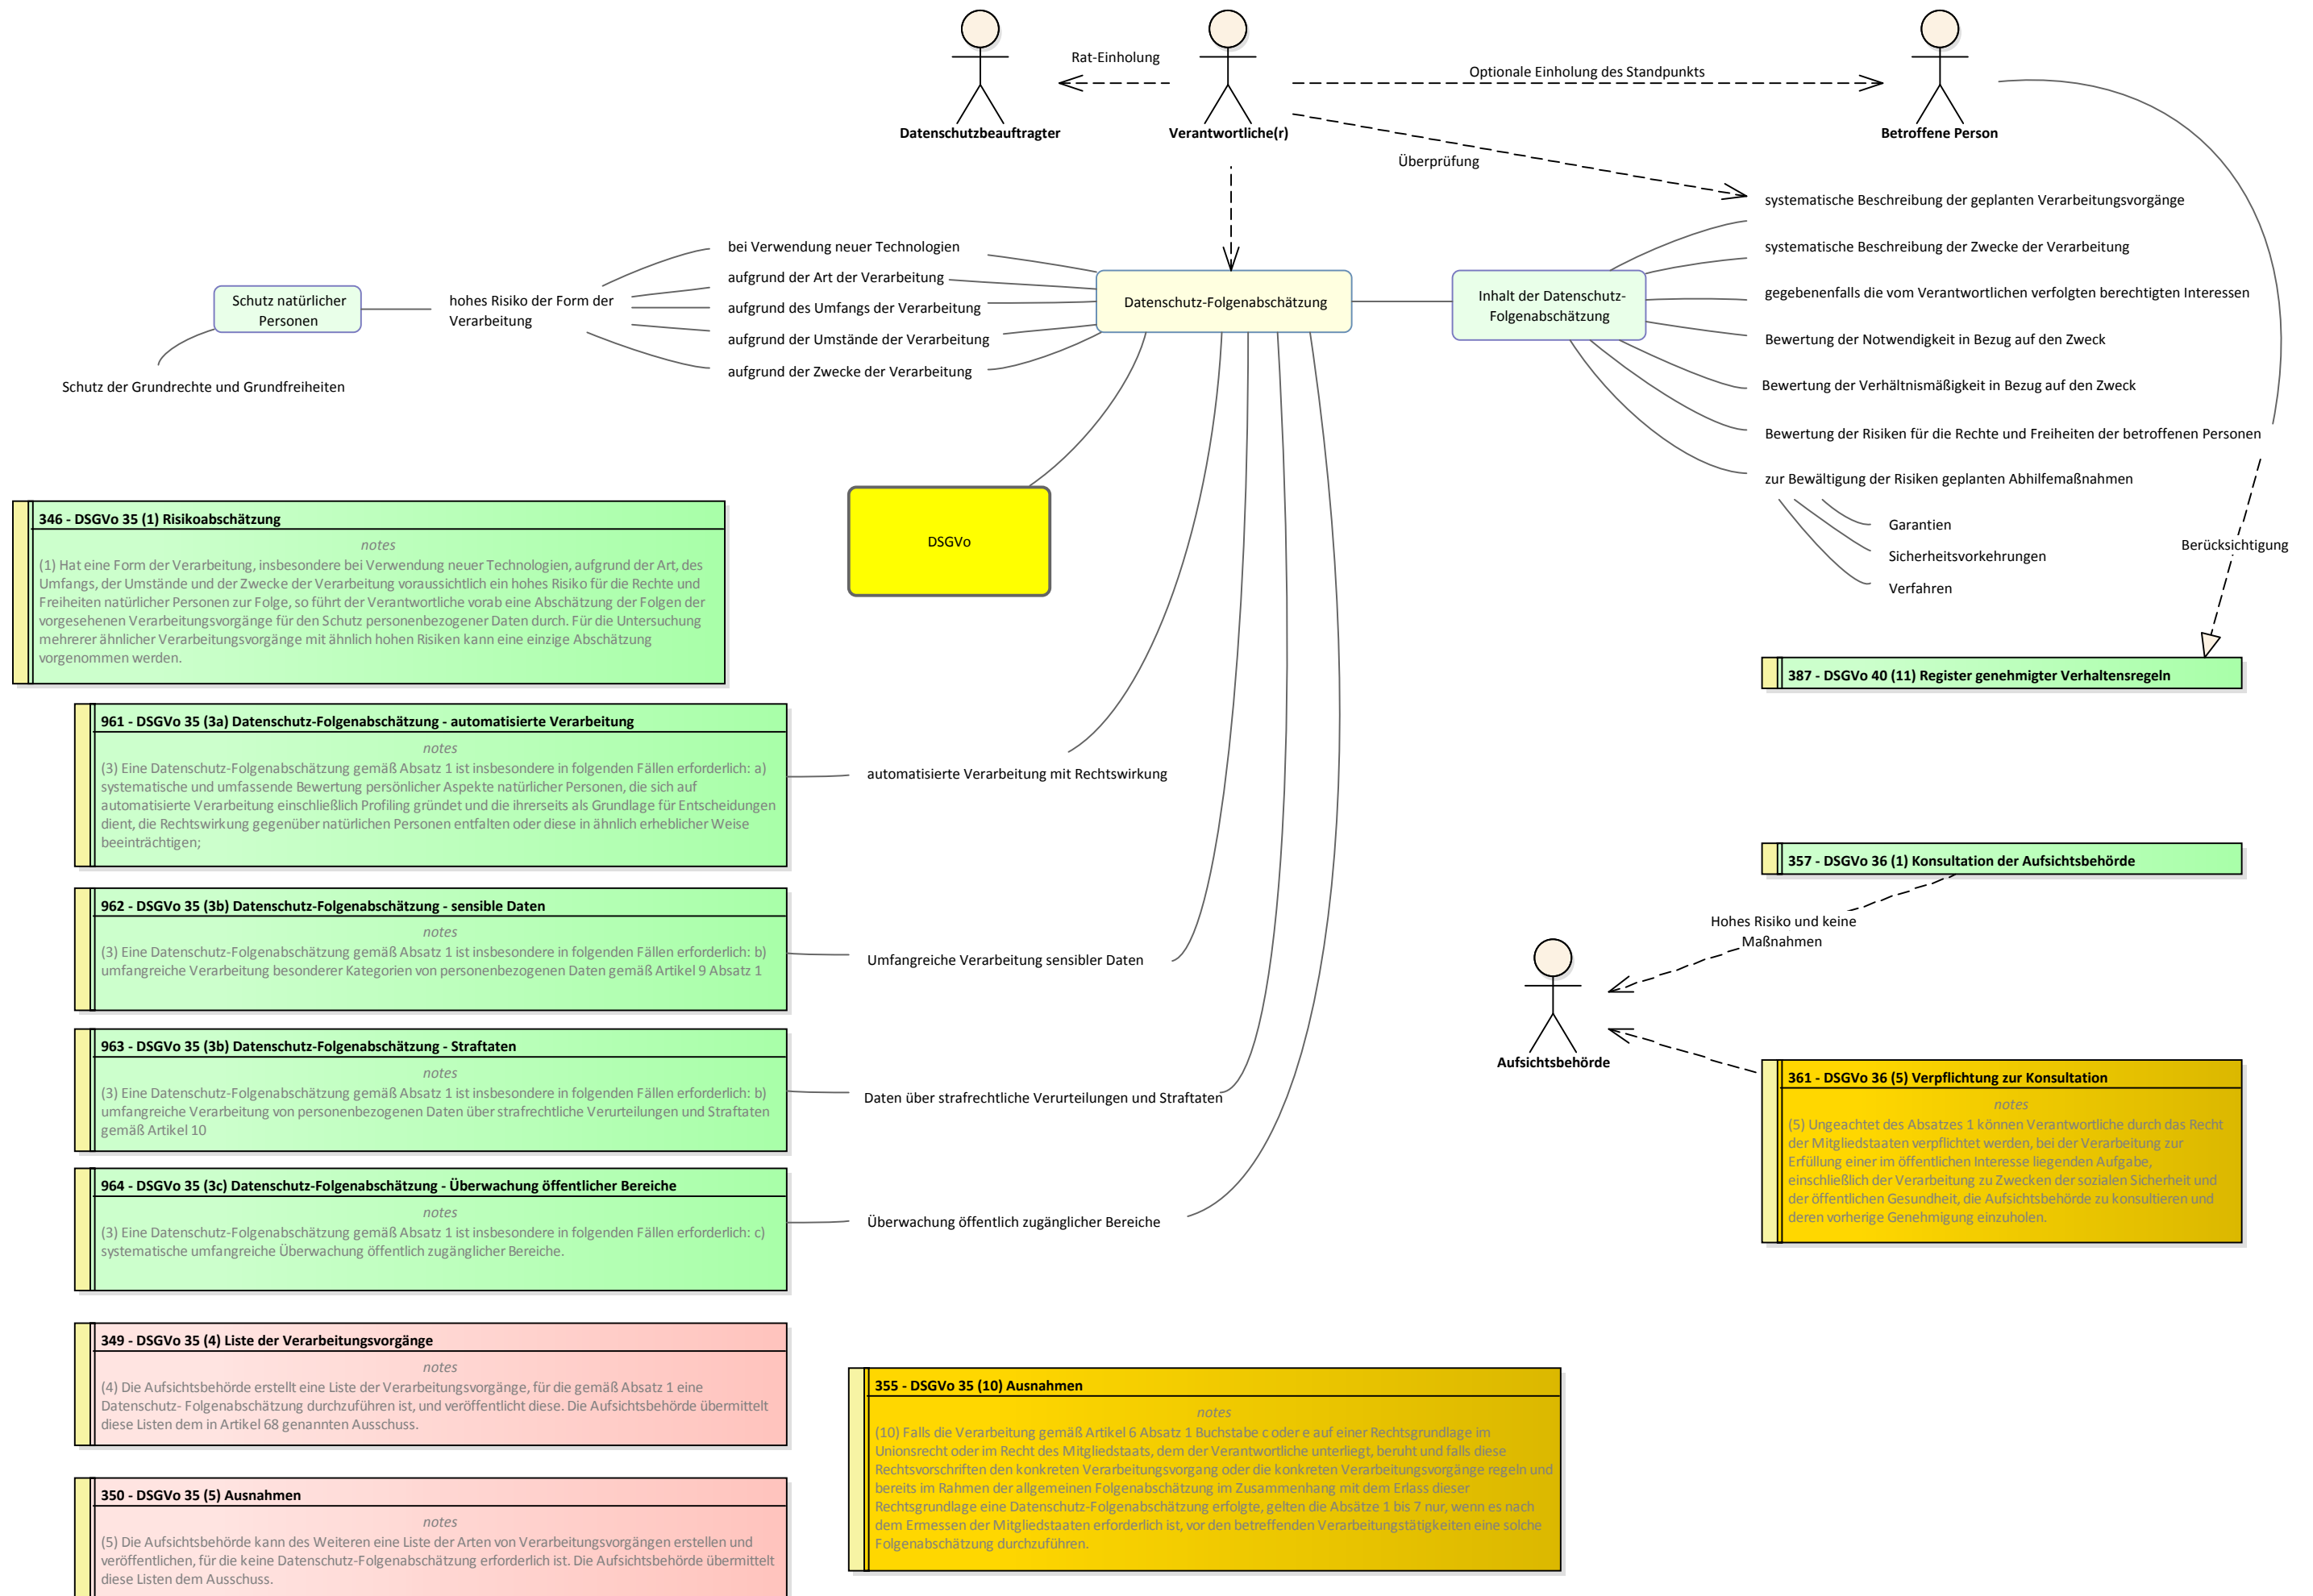 Rat-Einholung
Optionale Einholung des Standpunkts
Datenschutzbeauftragter
Verantwortliche(r)
Betroffene Person
Überprüfung
systematische Beschreibung der geplanten Verarbeitungsvorgänge
systematische Beschreibung der Zwecke der Verarbeitung
gegebenenfalls die vom Verantwortlichen verfolgten berechtigten Interessen
Bewertung der Notwendigkeit in Bezug auf den Zweck
Bewertung der Verhältnismäßigkeit in Bezug auf den Zweck
Bewertung der Risiken für die Rechte und Freiheiten der betroffenen Personen
zur Bewältigung der Risiken geplanten Abhilfemaßnahmen
Garantien
Sicherheitsvorkehrungen
Verfahren
Berücksichtigung
bei Verwendung neuer Technologien
aufgrund der Art der Verarbeitung
aufgrund des Umfangs der Verarbeitung
aufgrund der Umstände der Verarbeitung
aufgrund der Zwecke der Verarbeitung
Schutz natürlicher
Personen
hohes Risiko der Form der
Verarbeitung
Datenschutz-Folgenabschätzung
Inhalt der Datenschutz-
Folgenabschätzung
Schutz der Grundrechte und Grundfreiheiten
DSGVo
346 - DSGVo 35 (1) Risikoabschätzung
notes
(1) Hat eine Form der Verarbeitung, insbesondere bei Verwendung neuer Technologien, aufgrund der Art, des
Umfangs, der Umstände und der Zwecke der Verarbeitung voraussichtlich ein hohes Risiko für die Rechte und
Freiheiten natürlicher Personen zur Folge, so führt der Verantwortliche vorab eine Abschätzung der Folgen der
vorgesehenen Verarbeitungsvorgänge für den Schutz personenbezogener Daten durch. Für die Untersuchung
mehrerer ähnlicher Verarbeitungsvorgänge mit ähnlich hohen Risiken kann eine einzige Abschätzung
vorgenommen werden.
387 - DSGVo 40 (11) Register genehmigter Verhaltensregeln
961 - DSGVo 35 (3a) Datenschutz-Folgenabschätzung - automatisierte Verarbeitung
notes
(3) Eine Datenschutz-Folgenabschätzung gemäß Absatz 1 ist insbesondere in folgenden Fällen erforderlich: a)
systematische und umfassende Bewertung persönlicher Aspekte natürlicher Personen, die sich auf
automatisierte Verarbeitung einschließlich Profiling gründet und die ihrerseits als Grundlage für Entscheidungen
dient, die Rechtswirkung gegenüber natürlichen Personen entfalten oder diese in ähnlich erheblicher Weise
beeinträchtigen;
automatisierte Verarbeitung mit Rechtswirkung
357 - DSGVo 36 (1) Konsultation der Aufsichtsbehörde
Hohes Risiko und keine
Maßnahmen
962 - DSGVo 35 (3b) Datenschutz-Folgenabschätzung - sensible Daten
notes
(3) Eine Datenschutz-Folgenabschätzung gemäß Absatz 1 ist insbesondere in folgenden Fällen erforderlich: b)
umfangreiche Verarbeitung besonderer Kategorien von personenbezogenen Daten gemäß Artikel 9 Absatz 1
Umfangreiche Verarbeitung sensibler Daten
Aufsichtsbehörde
963 - DSGVo 35 (3b) Datenschutz-Folgenabschätzung - Straftaten
notes
(3) Eine Datenschutz-Folgenabschätzung gemäß Absatz 1 ist insbesondere in folgenden Fällen erforderlich: b)
umfangreiche Verarbeitung von personenbezogenen Daten über strafrechtliche Verurteilungen und Straftaten
gemäß Artikel 10
Daten über strafrechtliche Verurteilungen und Straftaten
361 - DSGVo 36 (5) Verpflichtung zur Konsultation
notes
(5) Ungeachtet des Absatzes 1 können Verantwortliche durch das Recht
der Mitgliedstaaten verpflichtet werden, bei der Verarbeitung zur
Erfüllung einer im öffentlichen Interesse liegenden Aufgabe,
einschließlich der Verarbeitung zu Zwecken der sozialen Sicherheit und
der öffentlichen Gesundheit, die Aufsichtsbehörde zu konsultieren und
deren vorherige Genehmigung einzuholen.
964 - DSGVo 35 (3c) Datenschutz-Folgenabschätzung - Überwachung öffentlicher Bereiche
notes
(3) Eine Datenschutz-Folgenabschätzung gemäß Absatz 1 ist insbesondere in folgenden Fällen erforderlich: c)
systematische umfangreiche Überwachung öffentlich zugänglicher Bereiche.
Überwachung öffentlich zugänglicher Bereiche
349 - DSGVo 35 (4) Liste der Verarbeitungsvorgänge
notes
(4) Die Aufsichtsbehörde erstellt eine Liste der Verarbeitungsvorgänge, für die gemäß Absatz 1 eine
Datenschutz- Folgenabschätzung durchzuführen ist, und veröffentlicht diese. Die Aufsichtsbehörde übermittelt
diese Listen dem in Artikel 68 genannten Ausschuss.
355 - DSGVo 35 (10) Ausnahmen
notes
(10) Falls die Verarbeitung gemäß Artikel 6 Absatz 1 Buchstabe c oder e auf einer Rechtsgrundlage im
Unionsrecht oder im Recht des Mitgliedstaats, dem der Verantwortliche unterliegt, beruht und falls diese
Rechtsvorschriften den konkreten Verarbeitungsvorgang oder die konkreten Verarbeitungsvorgänge regeln und
bereits im Rahmen der allgemeinen Folgenabschätzung im Zusammenhang mit dem Erlass dieser
Rechtsgrundlage eine Datenschutz-Folgenabschätzung erfolgte, gelten die Absätze 1 bis 7 nur, wenn es nach
dem Ermessen der Mitgliedstaaten erforderlich ist, vor den betreffenden Verarbeitungstätigkeiten eine solche
Folgenabschätzung durchzuführen.
350 - DSGVo 35 (5) Ausnahmen
notes
(5) Die Aufsichtsbehörde kann des Weiteren eine Liste der Arten von Verarbeitungsvorgängen erstellen und
veröffentlichen, für die keine Datenschutz-Folgenabschätzung erforderlich ist. Die Aufsichtsbehörde übermittelt
diese Listen dem Ausschuss.